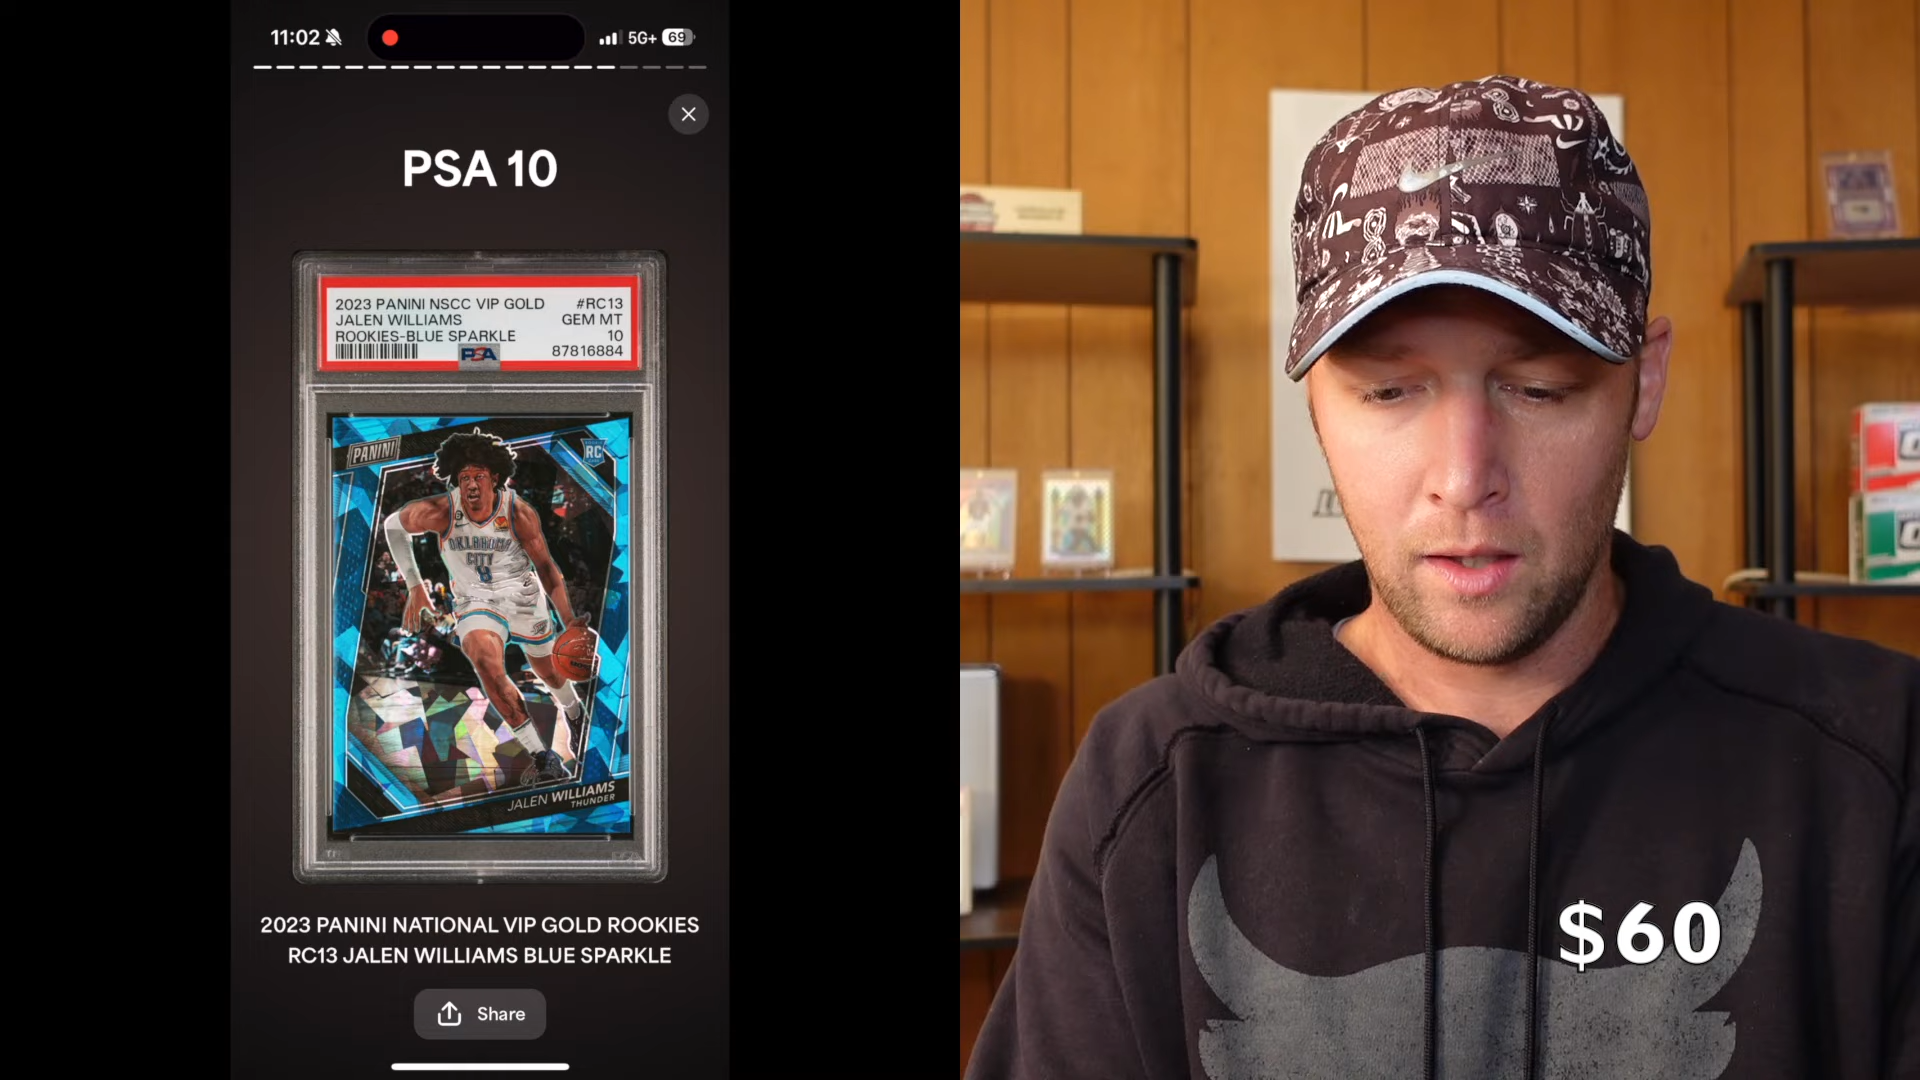 11:02
5G+ 69
PSA 10
2023 PANINI NSCC VIP GOLD #RC13
JALEN WILLIAMS GEM MT
ROOKIES-BLUE SPARKLE 10
PSA 87816884
PANINI
RC
OKLAHOMA
CITY
8
JALEN WILLIAMS
THUNDER
2023 PANINI NATIONAL VIP GOLD ROOKIES
RC13 JALEN WILLIAMS BLUE SPARKLE
Share
$60